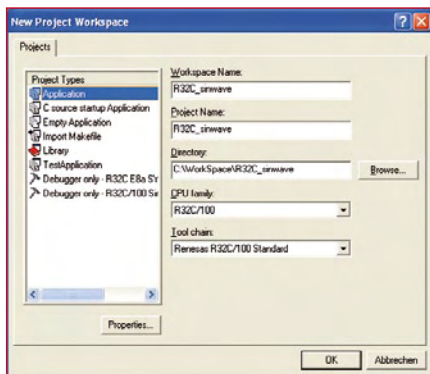 New Project Workspace
Projects
Project Types
Application
C source startup Application
Empty Application
Import Makefile
Library
TestApplication
Debugger only - R32C E8a S'r
Debugger only - R32C/100 Sir
Properties...
Workspace Name:
R32C_sinwave
Project Name:
R32C_sinwave
Directory:
C:\WorkSpace\R32C_sinwave
Browse...
CPU family:
R32C/100
Tool chain:
Renesas R32C/100 Standard
OK
Abbrechen